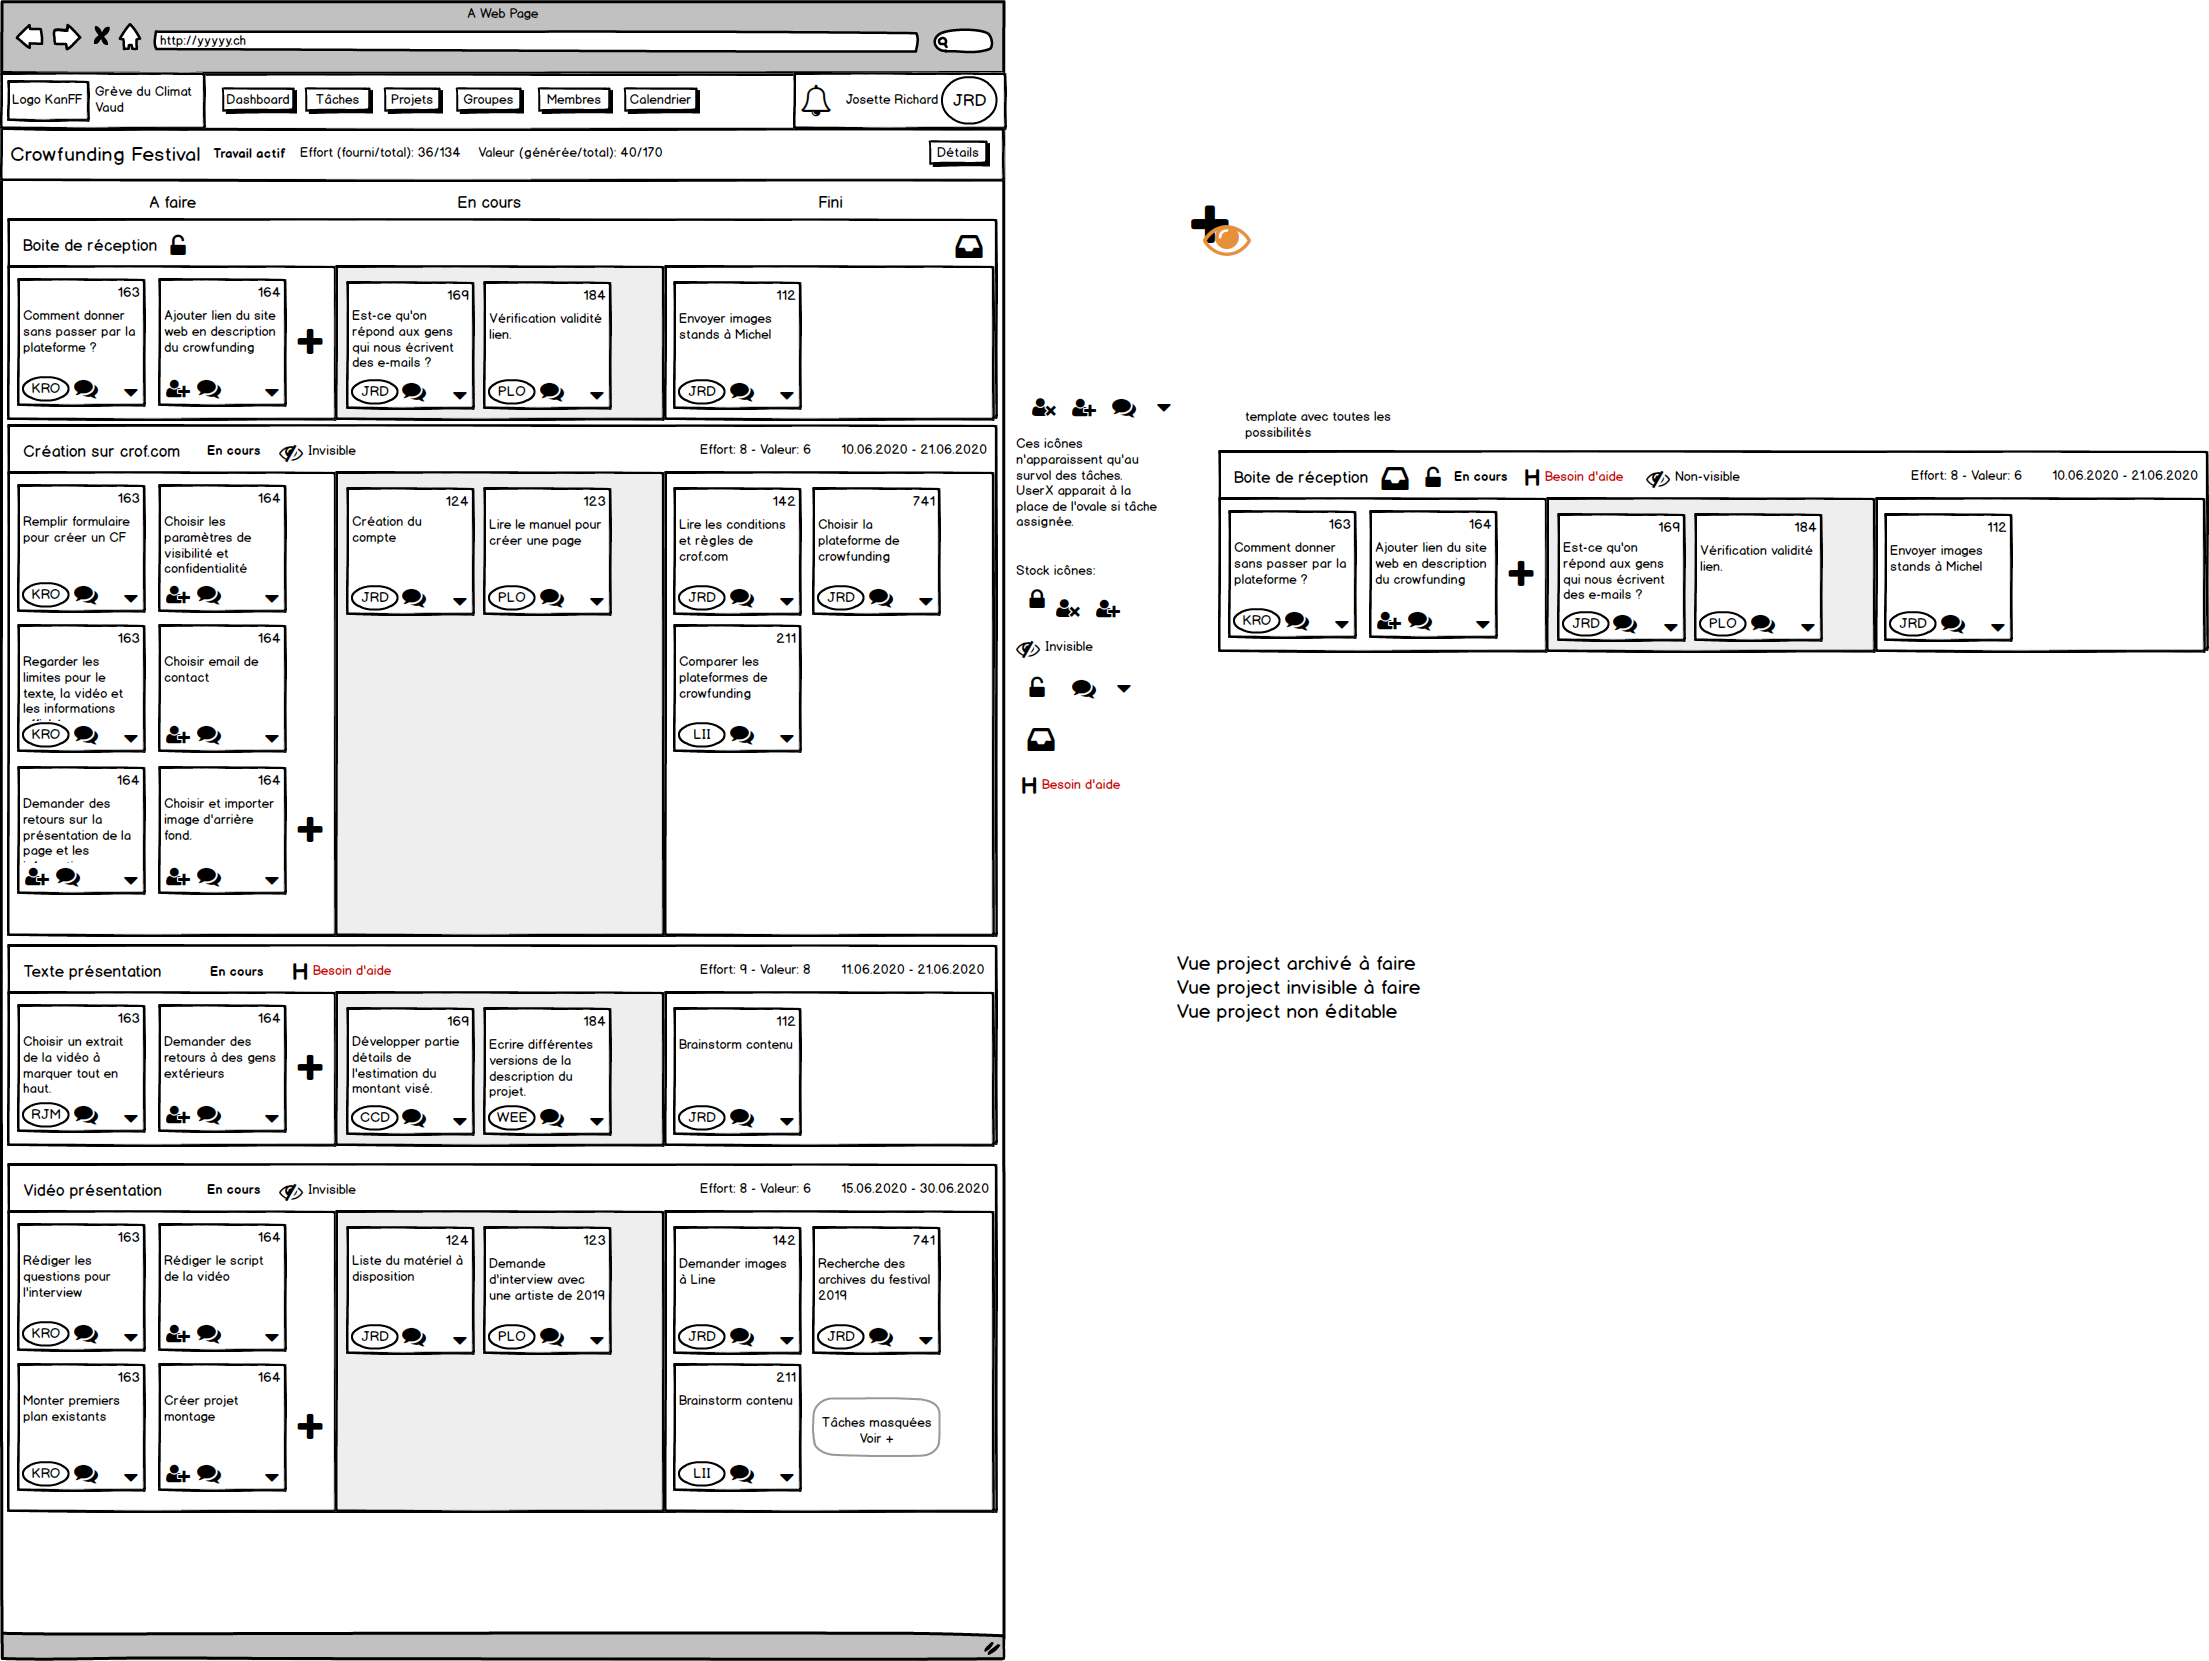 A Web Page
http://yyyyy.ch
Logo KanFF
Grève du Climat
Vaud
Dashboard
Tâches
Projets
Groupes
Membres
Calendrier
Josette Richard
JRD
Crowfunding Festival
Travail actif
Effort (fourni/total): 36/134
Valeur (générée/total): 40/170
Détails
A faire
En cours
Fini
Boite de réception
163
Comment donner
sans passer par la
plateforme ?
KRO
164
Ajouter lien du site
web en description
du crowfunding
169
Est-ce qu'on
répond aux gens
qui nous écrivent
des e-mails ?
JRD
184
Vérification validité
lien.
PLO
112
Envoyer images
stands à Michel
JRD
Création sur crof.com
En cours
Invisible
Effort: 8 - Valeur: 6
10.06.2020 - 21.06.2020
163
Remplir formulaire
pour créer un CF
KRO
164
Choisir les
paramètres de
visibilité et
confidentialité
124
Création du
compte
JRD
123
Lire le manuel pour
créer une page
PLO
142
Lire les conditions
et règles de
crof.com
JRD
741
Choisir la
plateforme de
crowfunding
JRD
163
Regarder les
limites pour le
texte, la vidéo et
les informations
KRO
164
Choisir email de
contact
211
Comparer les
plateformes de
crowfunding
LII
164
Demander des
retours sur la
présentation de la
page et les
164
Choisir et importer
image d'arrière
fond.
Texte présentation
En cours
H Besoin d'aide
Effort: 9 - Valeur: 8
11.06.2020 - 21.06.2020
163
Choisir un extrait
de la vidéo à
marquer tout en
haut.
RJM
164
Demander des
retours à des gens
extérieurs
169
Développer partie
détails de
l'estimation du
montant visé.
CCD
184
Ecrire différentes
versions de la
description du
projet.
WEE
112
Brainstorm contenu
JRD
Vidéo présentation
En cours
Invisible
Effort: 8 - Valeur: 6
15.06.2020 - 30.06.2020
163
Rédiger les
questions pour
l'interview
KRO
164
Rédiger le script
de la vidéo
124
Liste du matériel à
disposition
JRD
123
Demande
d'interview avec
une artiste de 2019
PLO
142
Demander images
à Line
JRD
741
Recherche des
archives du festival
2019
JRD
163
Monter premiers
plan existants
KRO
164
Créer projet
montage
211
Brainstorm contenu
LII
Tâches masquées
Voir +
Ces icônes
n'apparaissent qu'au
survol des tâches.
UserX apparait à la
place de l'ovale si tâche
assignée.
Stock icônes:
Invisible
H Besoin d'aide
template avec toutes les
possibilités
Boite de réception
En cours
H Besoin d'aide
Non-visible
Effort: 8 - Valeur: 6
10.06.2020 - 21.06.2020
163
Comment donner
sans passer par la
plateforme ?
KRO
164
Ajouter lien du site
web en description
du crowfunding
169
Est-ce qu'on
répond aux gens
qui nous écrivent
des e-mails ?
JRD
184
Vérification validité
lien.
PLO
112
Envoyer images
stands à Michel
JRD
Vue project archivé à faire
Vue project invisible à faire
Vue project non éditable